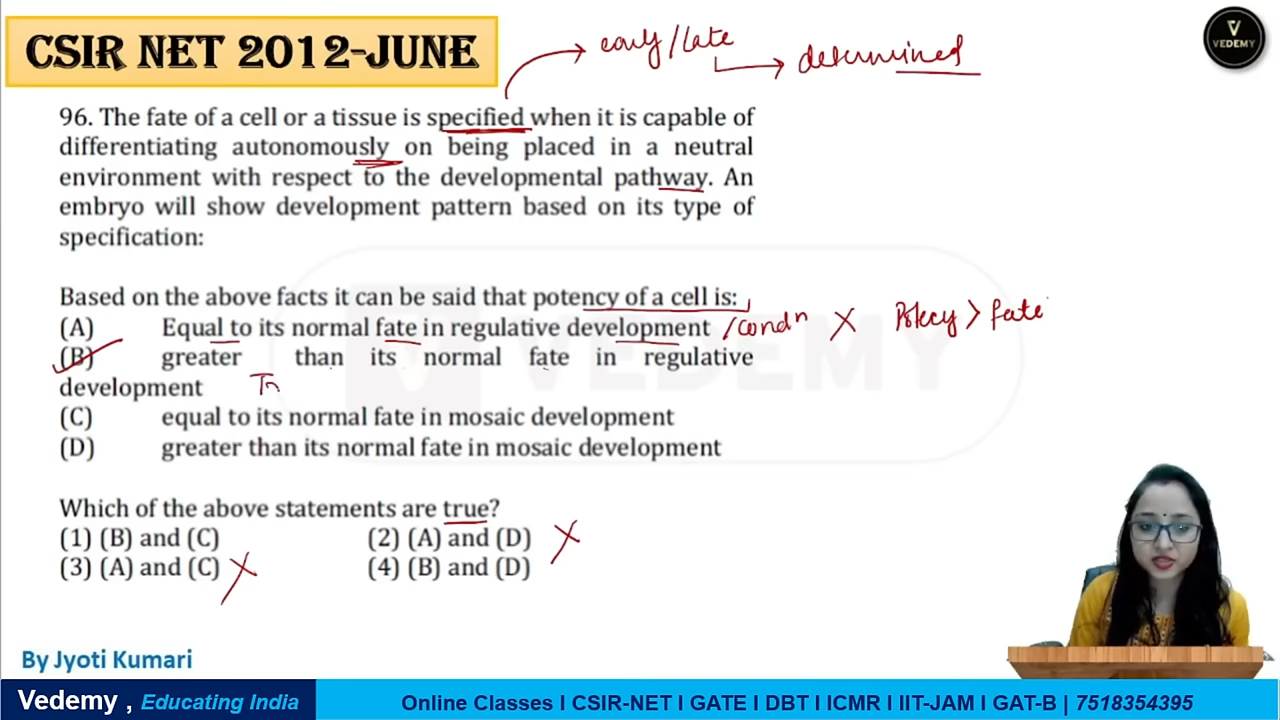 CSIR NET 2012-JUNE
early/late
determined
VEDEMY
96. The fate of a cell or a tissue is specified when it is capable of
differentiating autonomously on being placed in a neutral
environment with respect to the developmental pathway. An
embryo will show development pattern based on its type of
specification:
Based on the above facts it can be said that potency of a cell is:
(A) Equal to its normal fate in regulative development /condn X Potency > fate
(B) greater than its normal fate in regulative
development
(C) equal to its normal fate in mosaic development
(D) greater than its normal fate in mosaic development
VEDEMY
Which of the above statements are true?
(1) (B) and (C) (2) (A) and (D) X
(3) (A) and (C) X (4) (B) and (D)
By Jyoti Kumari
Vedemy , Educating India
Online Classes I CSIR-NET I GATE I DBT I ICMR I IIT-JAM I GAT-B | 7518354395